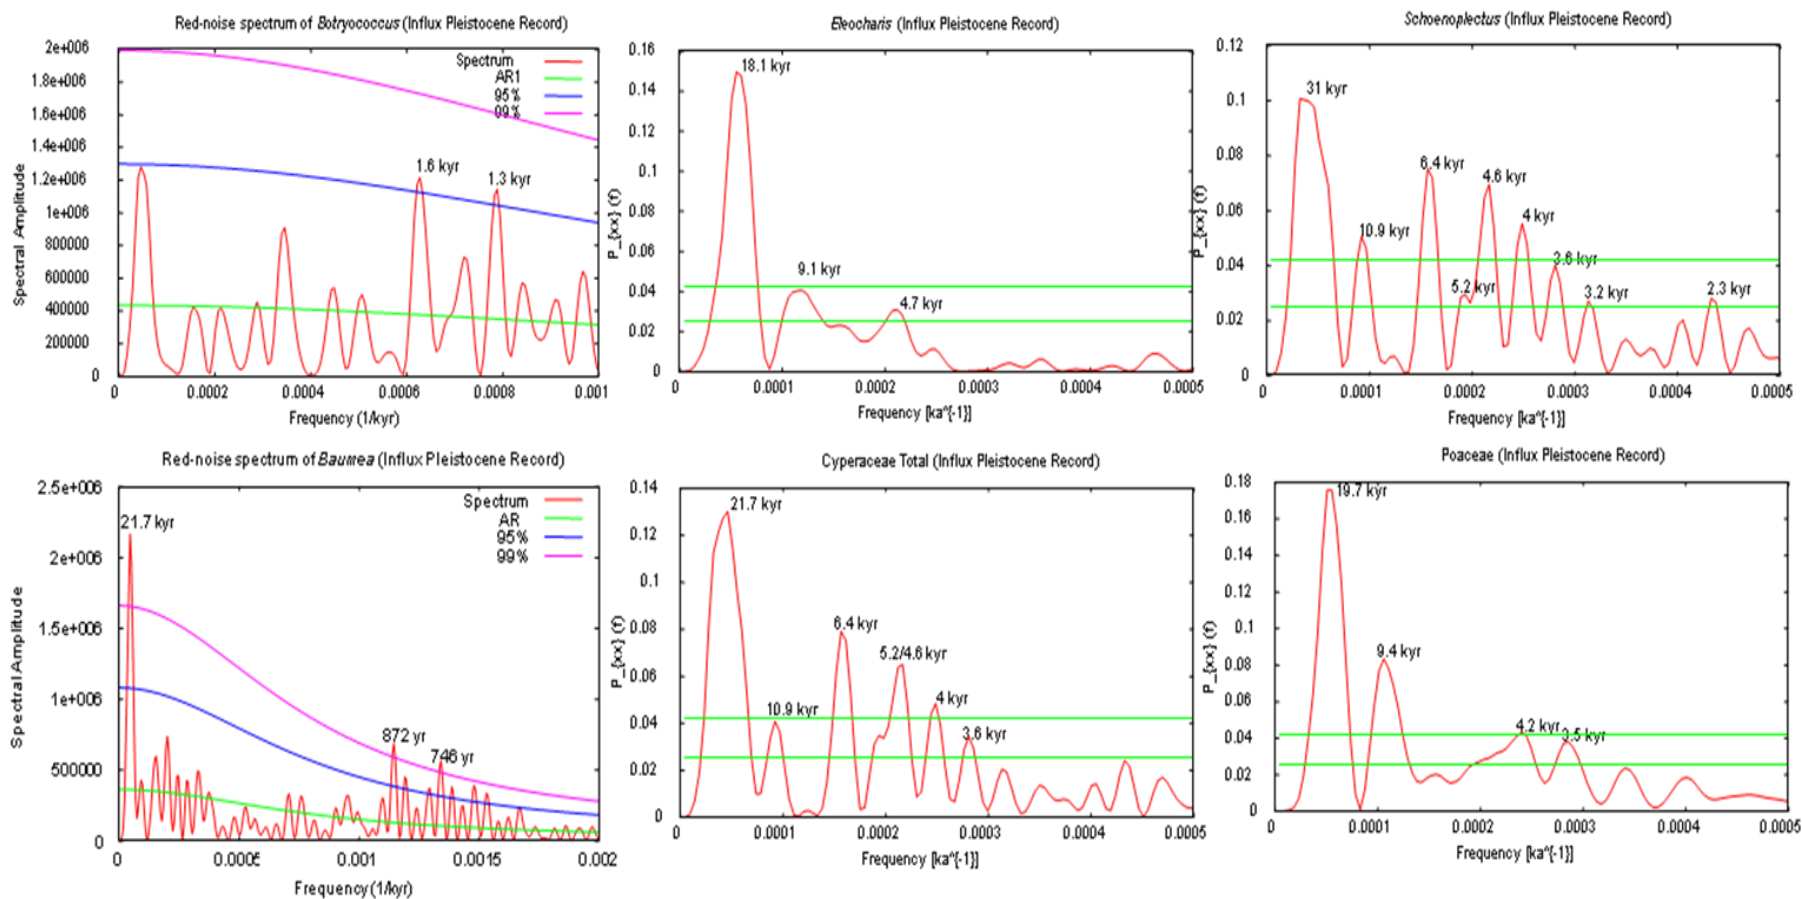 Red-noise spectrum of Botryococcus (Influx Pleistocene Record)
2e+006
1.8e+006
1.6e+006
1.4e+006
1.2e+006
1e+006
800000
600000
400000
200000
0
Spectral Amplitude
Spectrum
AR1
95%
99%
1.6 kyr
1.3 kyr
0 0.0002 0.0004 0.0006 0.0008 0.001
Frequency (1/kyr)
Eleocharis (Influx Pleistocene Record)
0.16
0.14
0.12
0.1
0.08
0.06
0.04
0.02
0
P_{xx} (f)
18.1 kyr
9.1 kyr
4.7 kyr
0 0.0001 0.0002 0.0003 0.0004 0.0005
Frequency [ka^{-1}]
Schoenoplectus (Influx Pleistocene Record)
0.12
0.1
0.08
0.06
0.04
0.02
0
P_{xx} (f)
31 kyr
10.9 kyr
6.4 kyr
5.2 kyr
4.6 kyr
4 kyr
3.6 kyr
3.2 kyr
2.3 kyr
0 0.0001 0.0002 0.0003 0.0004 0.0005
Frequency [ka^{-1}]
Red-noise spectrum of Baumea (Influx Pleistocene Record)
2.5e+006
2e+006
1.5e+006
1e+006
500000
0
Spectral Amplitude
Spectrum
AR
95%
99%
21.7 kyr
872 yr
746 yr
0 0.0005 0.001 0.0015 0.002
Frequency (1/kyr)
Cyperaceae Total (Influx Pleistocene Record)
0.14
0.12
0.1
0.08
0.06
0.04
0.02
0
P_{xx} (f)
21.7 kyr
10.9 kyr
6.4 kyr
5.2/4.6 kyr
4 kyr
3.6 kyr
0 0.0001 0.0002 0.0003 0.0004 0.0005
Frequency [ka^{-1}]
Poaceae (Influx Pleistocene Record)
0.18
0.16
0.14
0.12
0.1
0.08
0.06
0.04
0.02
0
P_{xx} (f)
19.7 kyr
9.4 kyr
4.2 kyr
3.5 kyr
0 0.0001 0.0002 0.0003 0.0004 0.0005
Frequency [ka^{-1}]